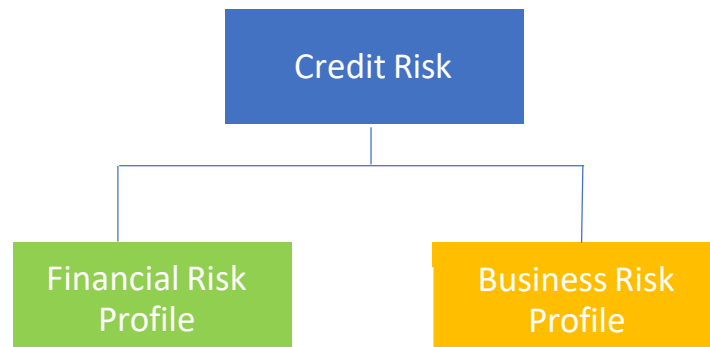 Credit Risk
Financial Risk
Profile
Business Risk
Profile